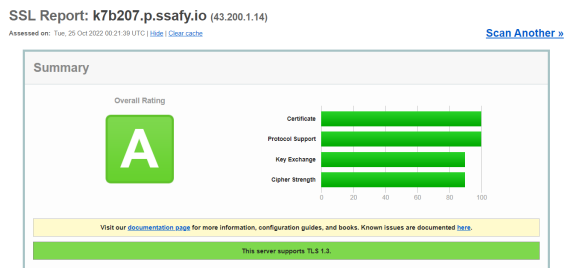 SSL Report: k7b207.p.ssafy.io (43.200.1.14)
Assessed on: Tue, 25 Oct 2022 00:21:39 UTC | Hide | Clear cache
Scan Another »
Summary
Overall Rating
A
Certificate
Protocol Support
Key Exchange
Cipher Strength
0 20 40 60 80 100
Visit our documentation page for more information, configuration guides, and books. Known issues are documented here.
This server supports TLS 1.3.